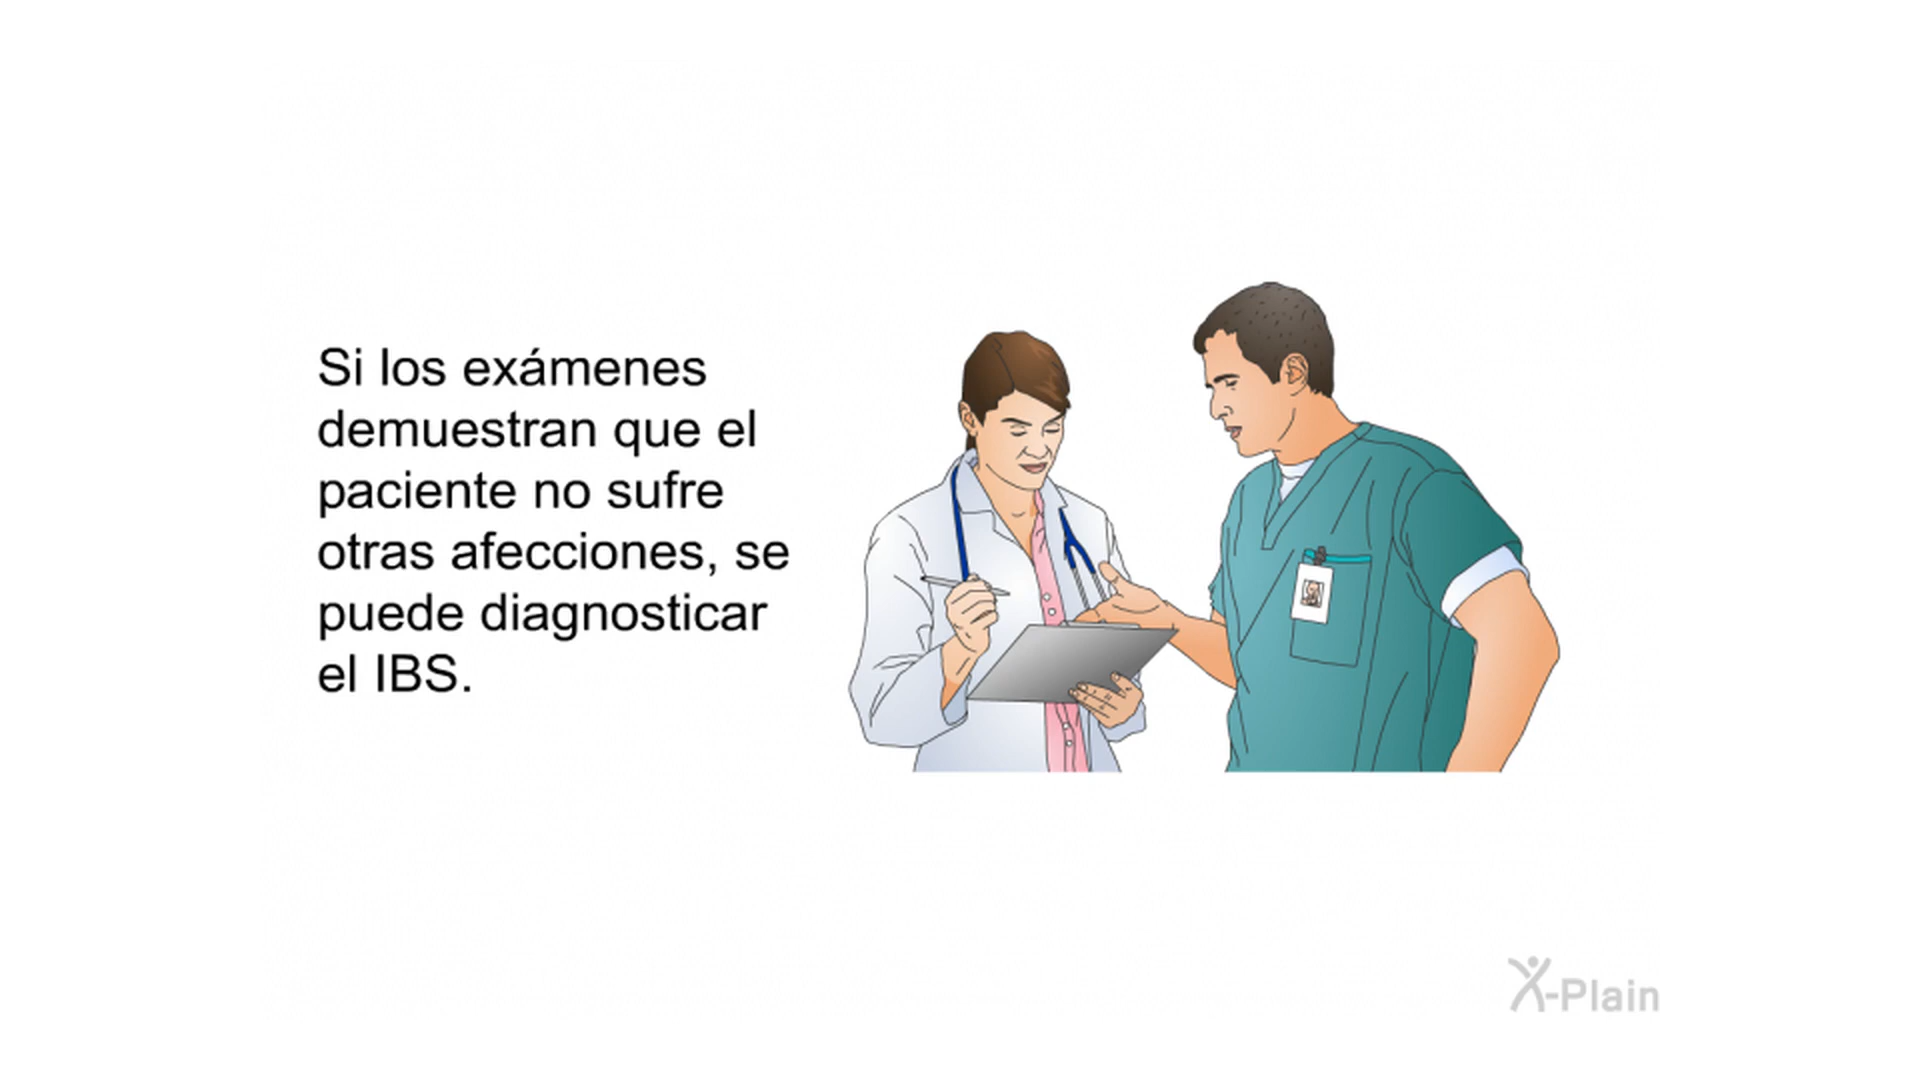 Si los exámenes
demuestran que el
paciente no sufre
otras afecciones, se
puede diagnosticar
el IBS.
X-Plain